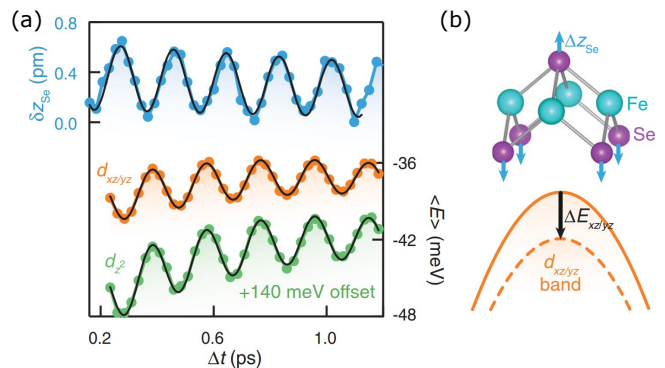 (a)
0.8
0.4
0.0
δz_Se (pm)
d_xz/yz
d_z²
+140 meV offset
-36
-42
-48
<E> (meV)
0.2
0.6
1.0
Δt (ps)
(b)
Δz_Se
Fe
Se
ΔE_xz/yz
d_xz/yz
band